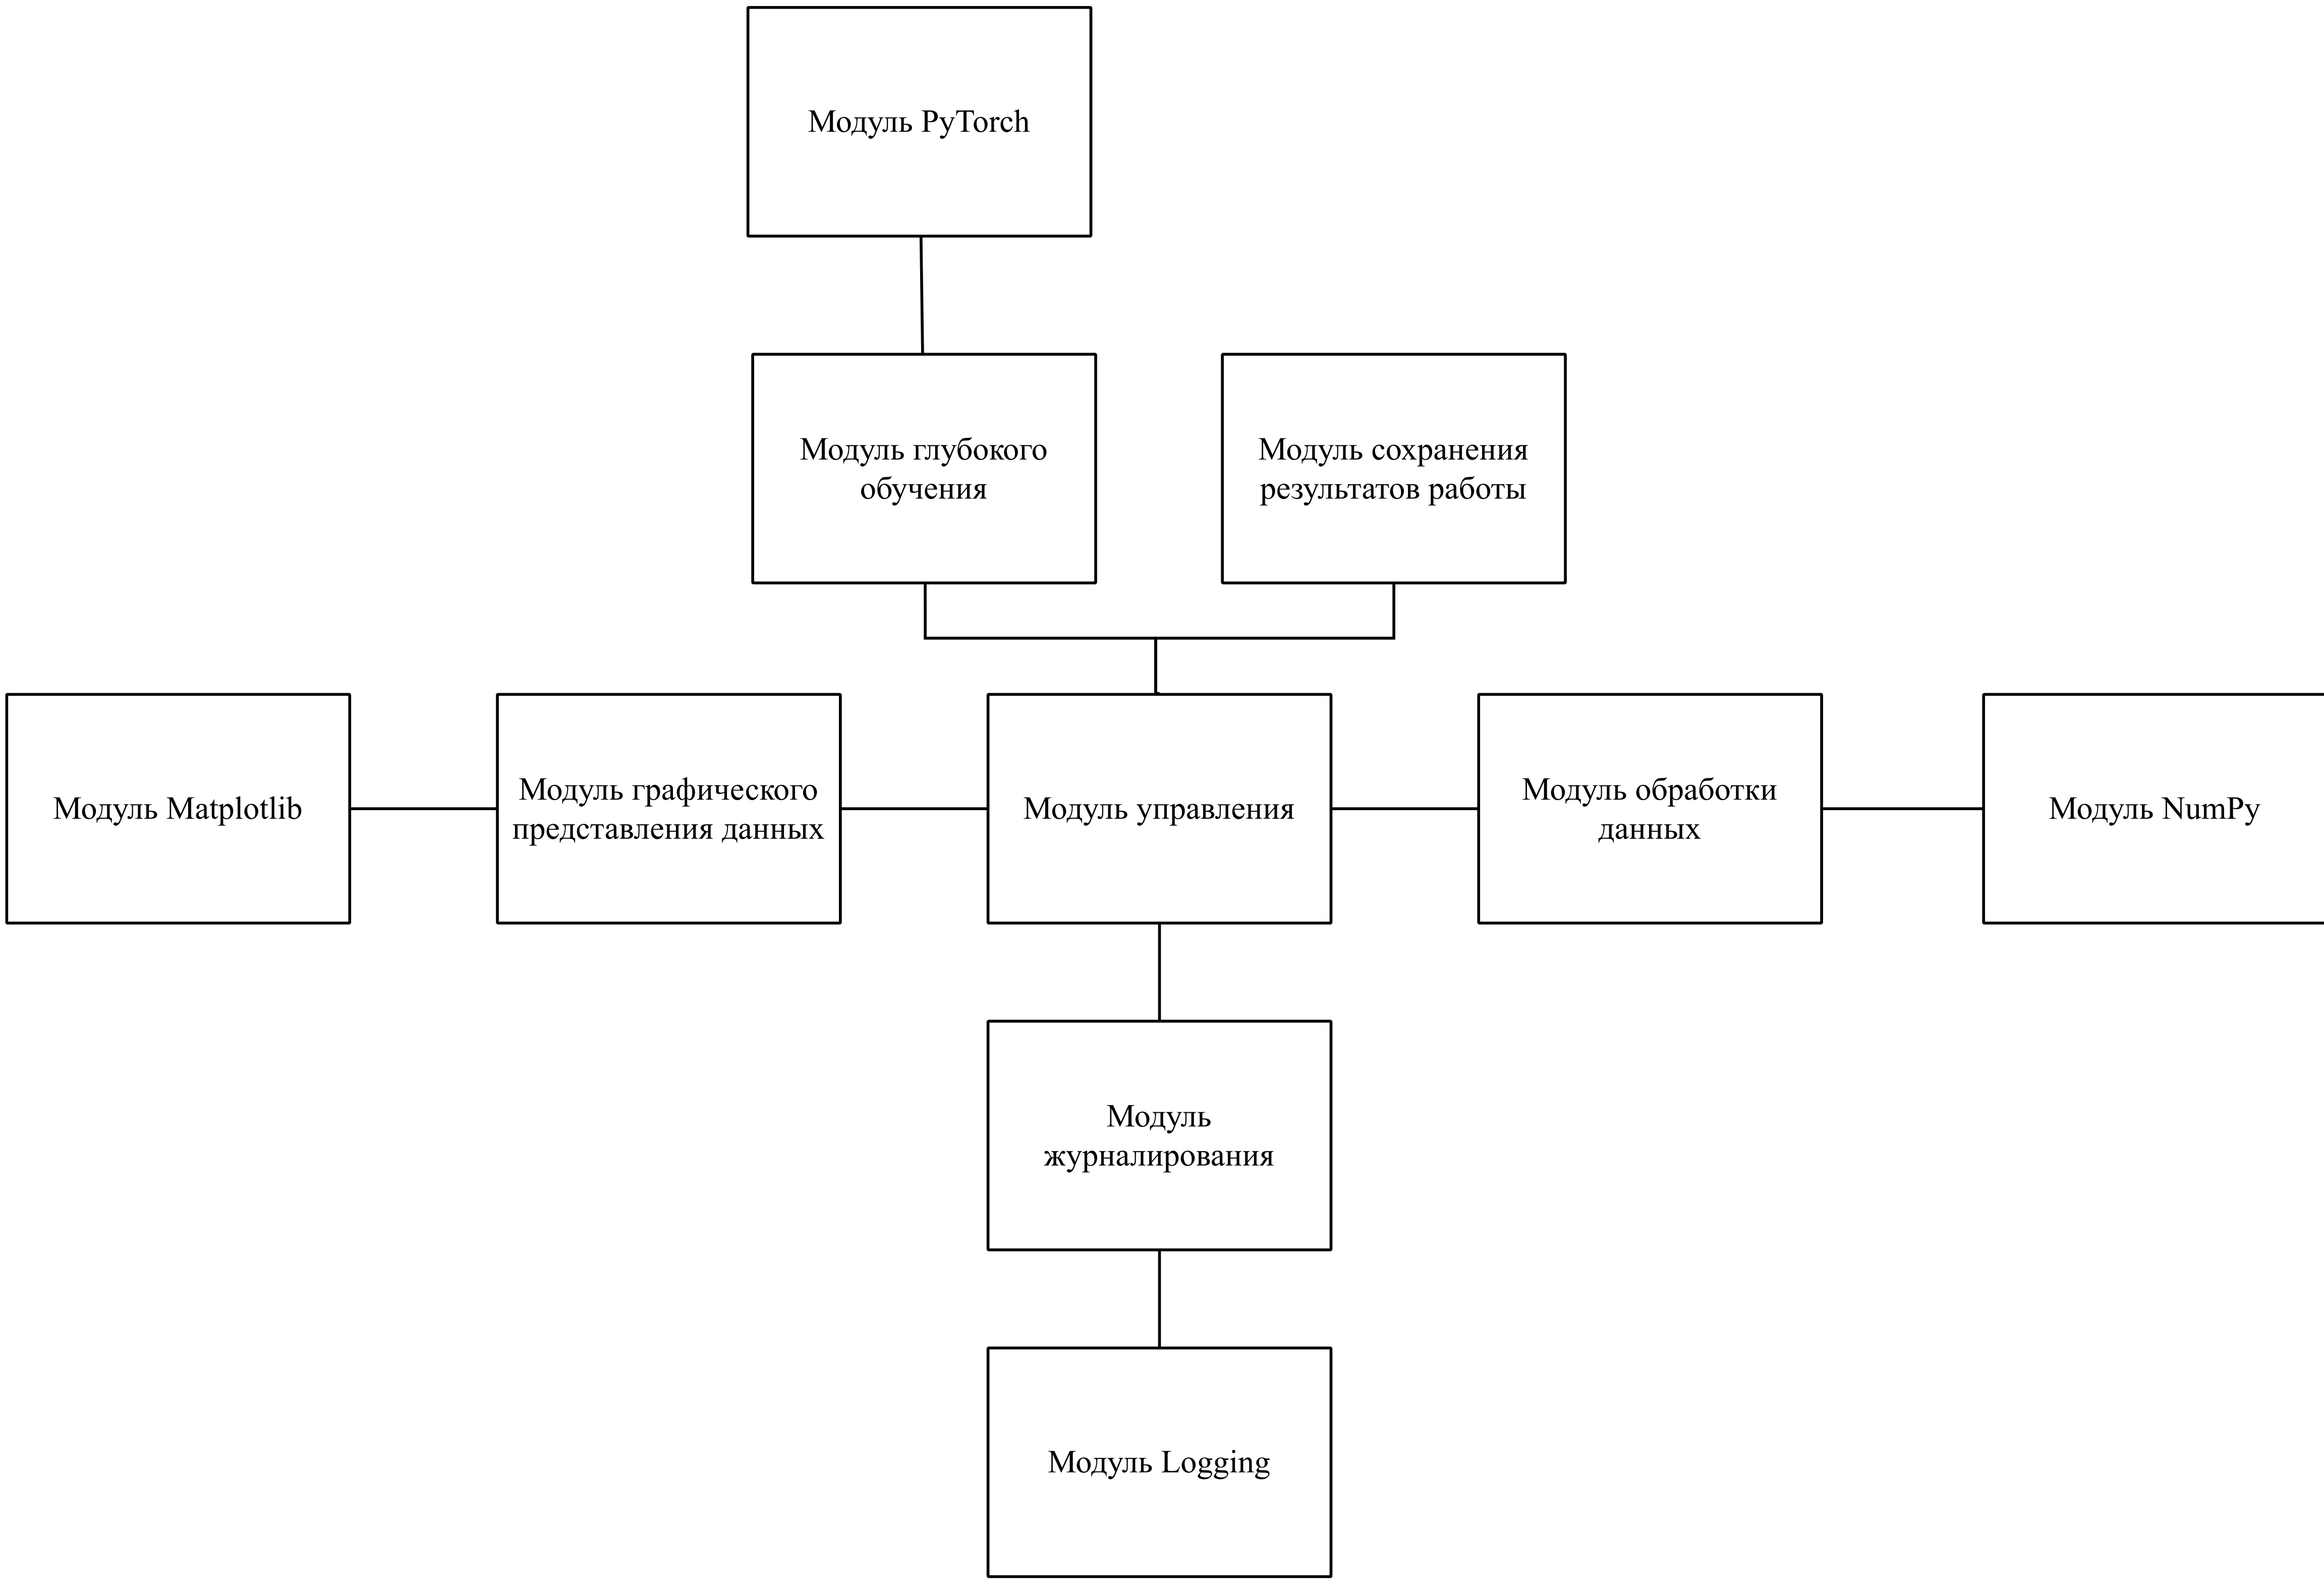 Модуль PyTorch
Модуль глубокого
обучения
Модуль сохранения
результатов работы
Модуль Matplotlib
Модуль графического
представления данных
Модуль управления
Модуль обработки
данных
Модуль NumPy
Модуль
журналирования
Модуль Logging